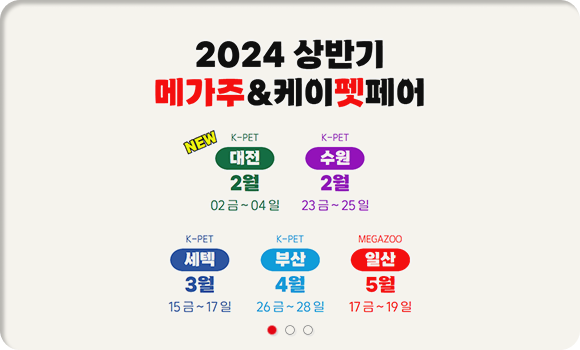 2024 상반기
메가주&케이펫페어
NEW
K-PET
대전
2월
02 금 ~ 04 일
K-PET
수원
2월
23 금 ~ 25 일
K-PET
세텍
3월
15 금 ~ 17 일
K-PET
부산
4월
26 금 ~ 28 일
MEGAZOO
일산
5월
17 금 ~ 19 일